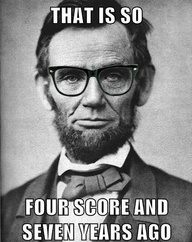 THAT IS SO
FOUR SCORE AND
SEVEN YEARS AGO